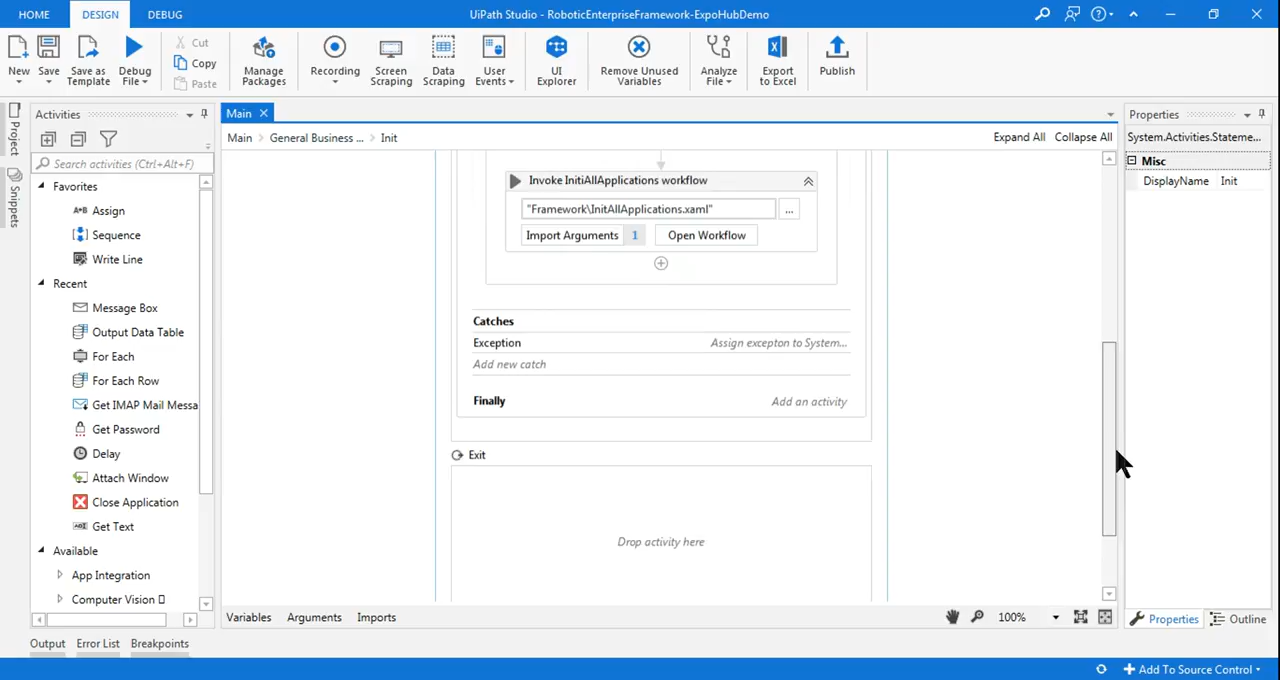 HOME DESIGN DEBUG UiPath Studio - RoboticEnterpriseFramework-ExpoHubDemo
New Save Save as Template Debug File Cut Copy Paste Manage Packages Recording Screen Scraping Data Scraping User Events UI Explorer Remove Unused Variables Analyze File Export to Excel Publish
Project
Snippets
Activities
Search activities (Ctrl+Alt+F)
Favorites
A*B Assign
Sequence
Write Line
Recent
Message Box
Output Data Table
For Each
For Each Row
Get IMAP Mail Messa
Get Password
Delay
Attach Window
Close Application
Get Text
Available
App Integration
Computer Vision
Main
Main > General Business ... > Init Expand All Collapse All
Invoke InitiAllApplications workflow
"Framework\InitAllApplications.xaml" ...
Import Arguments 1 Open Workflow
Catches
Exception Assign excepton to System...
Add new catch
Finally Add an activity
Exit
Drop activity here
Variables Arguments Imports 100%
Properties
System.Activities.Stateme...
Misc
DisplayName Init
Properties Outline
Output Error List Breakpoints
Add To Source Control